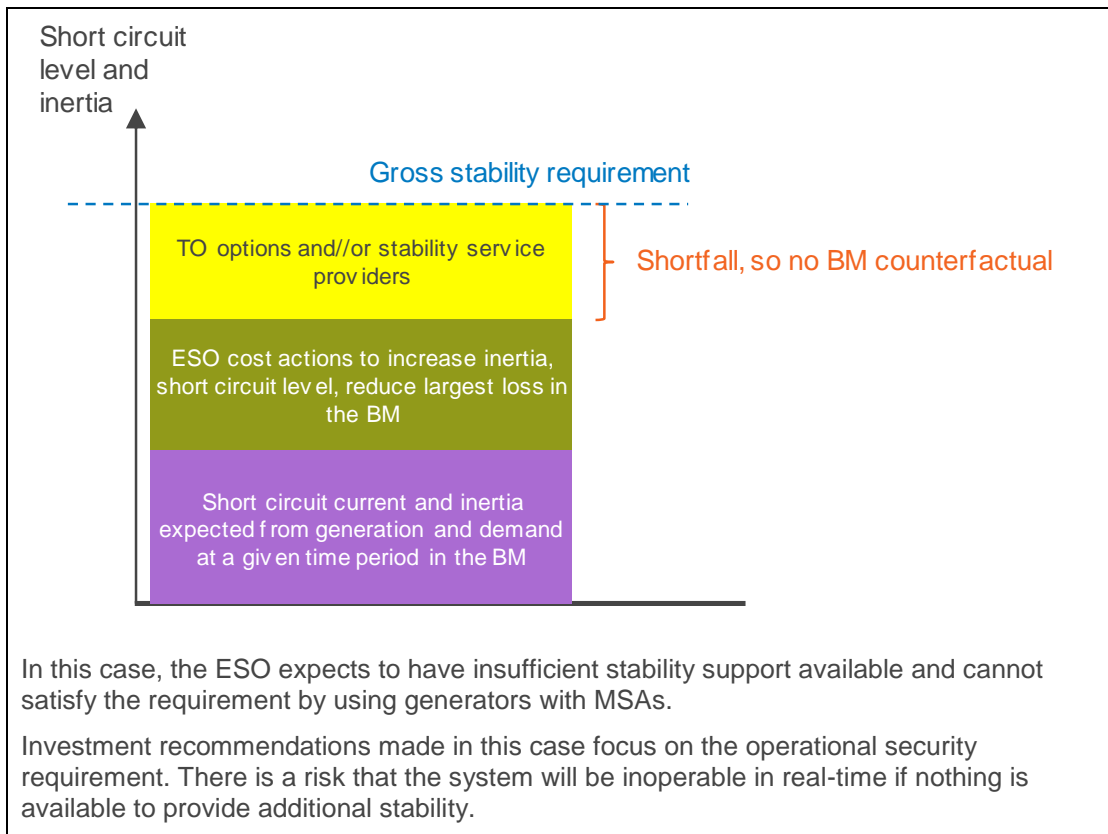 Short circuit
level and
inertia
Gross stability requirement
TO options and//or stability service
providers
Shortfall, so no BM counterfactual
ESO cost actions to increase inertia,
short circuit level, reduce largest loss in
the BM
Short circuit current and inertia
expected from generation and demand
at a given time period in the BM
In this case, the ESO expects to have insufficient stability support available and cannot
satisfy the requirement by using generators with MSAs.
Investment recommendations made in this case focus on the operational security
requirement. There is a risk that the system will be inoperable in real-time if nothing is
available to provide additional stability.